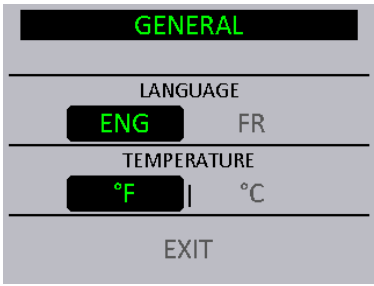 GENERAL
LANGUAGE
ENG FR
TEMPERATURE
°F | °C
EXIT